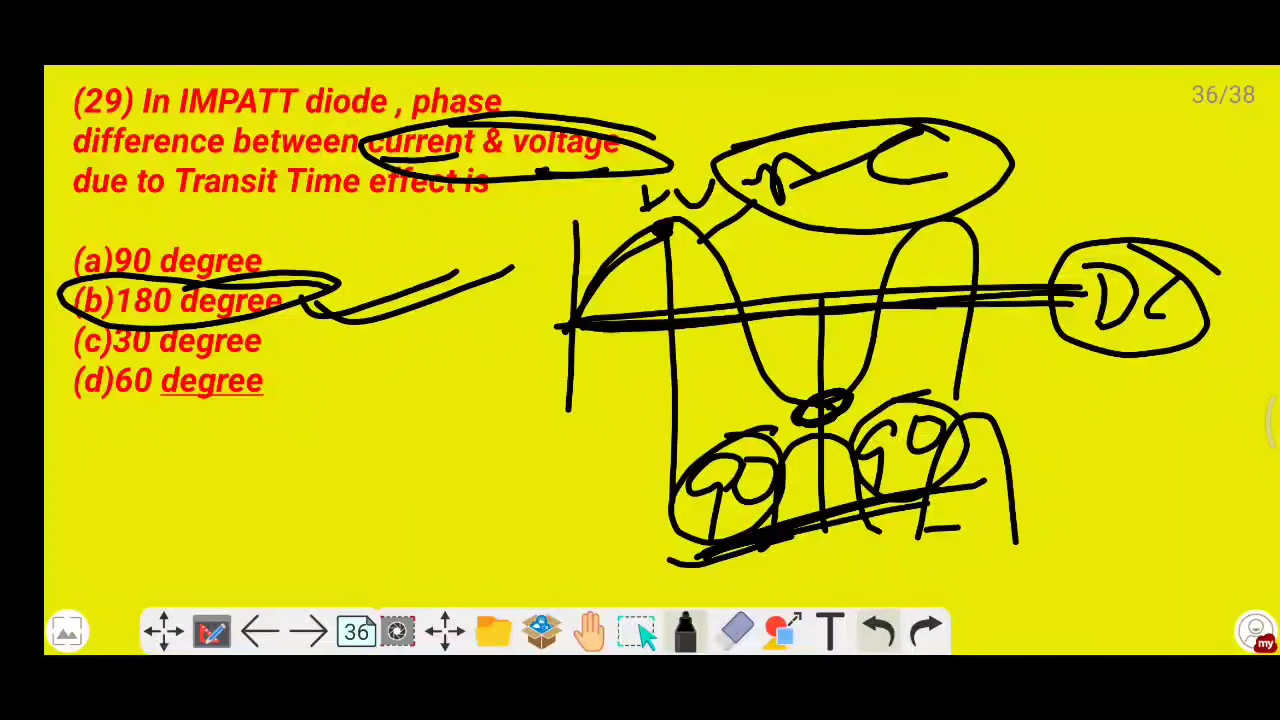 (29) In IMPATT diode , phase
difference between current & voltage
due to Transit Time effect is
(a)90 degree
(b)180 degree
(c)30 degree
(d)60 degree
36/38
DC
90
90
36
T
my